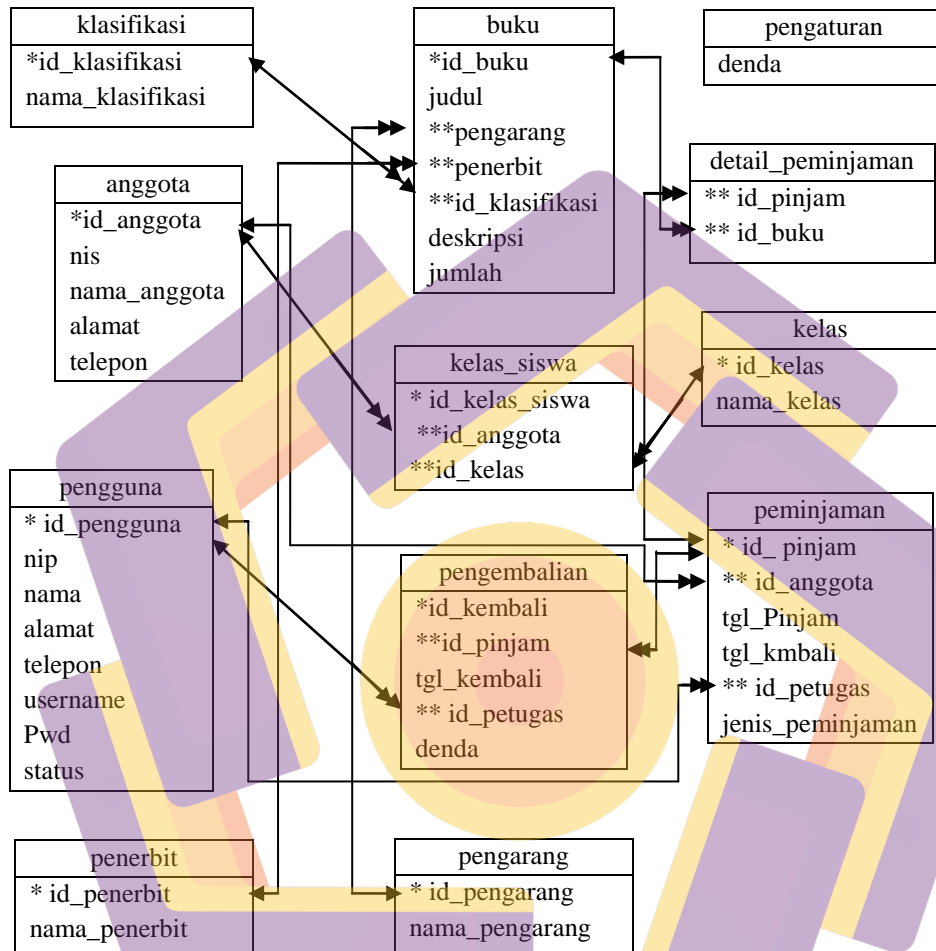 klasifikasi
*id_klasifikasi
nama_klasifikasi
buku
*id_buku
judul
**pengarang
**penerbit
**id_klasifikasi
deskripsi
jumlah
pengaturan
denda
detail_peminjaman
** id_pinjam
** id_buku
anggota
*id_anggota
nis
nama_anggota
alamat
telepon
kelas_siswa
* id_kelas_siswa
**id_anggota
**id_kelas
kelas
* id_kelas
nama_kelas
pengguna
* id_pengguna
nip
nama
alamat
telepon
username
Pwd
status
pengembalian
*id_kembali
**id_pinjam
tgl_kembali
** id_petugas
denda
peminjaman
* id_ pinjam
** id_anggota
tgl_Pinjam
tgl_kmbali
** id_petugas
jenis_peminjaman
penerbit
* id_penerbit
nama_penerbit
pengarang
* id_pengarang
nama_pengarang